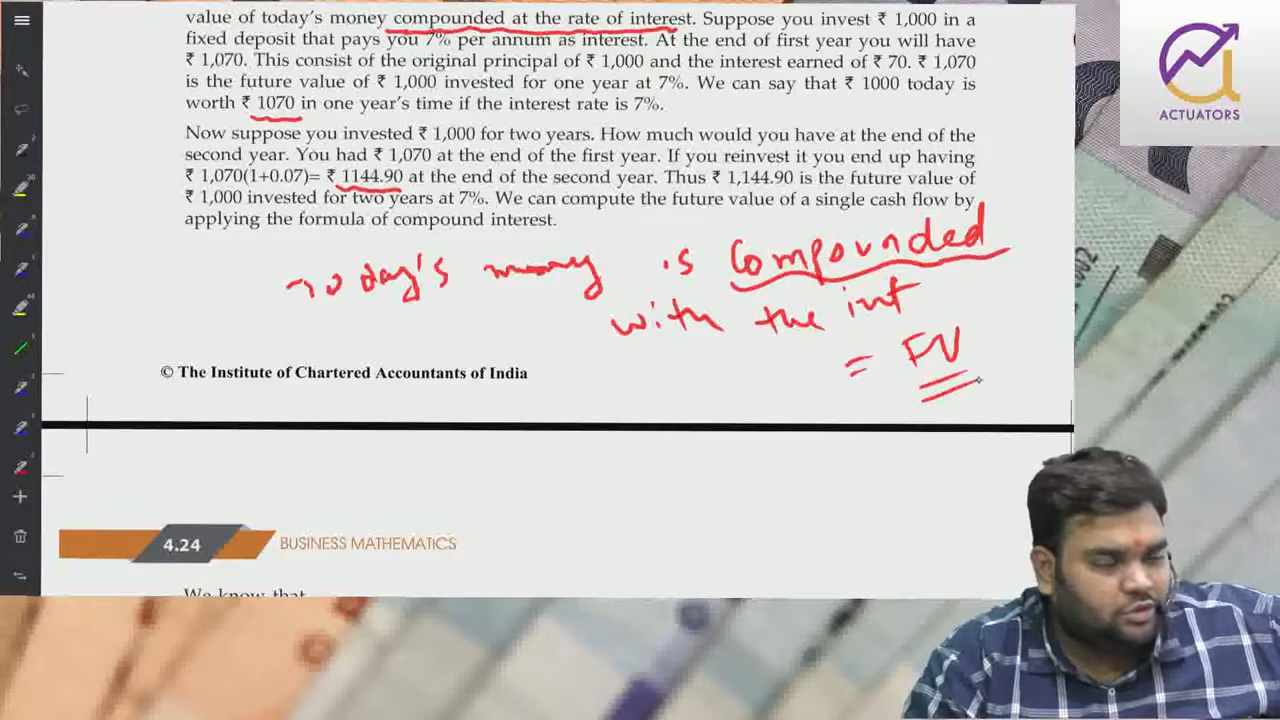 value of today's money compounded at the rate of interest. Suppose you invest ₹ 1,000 in a
fixed deposit that pays you 7% per annum as interest. At the end of first year you will have
₹ 1,070. This consist of the original principal of ₹ 1,000 and the interest earned of ₹ 70. ₹ 1,070
is the future value of ₹ 1,000 invested for one year at 7%. We can say that ₹ 1000 today is
worth ₹ 1070 in one year's time if the interest rate is 7%.
Now suppose you invested ₹ 1,000 for two years. How much would you have at the end of the
second year. You had ₹ 1,070 at the end of the first year. If you reinvest it you end up having
₹ 1,070(1+0.07)= ₹ 1144.90 at the end of the second year. Thus ₹ 1,144.90 is the future value of
₹ 1,000 invested for two years at 7%. We can compute the future value of a single cash flow by
applying the formula of compound interest.
Today's money is Compounded
with the int
= FV
© The Institute of Chartered Accountants of India
4.24 BUSINESS MATHEMATICS
We know that
ACTUATORS